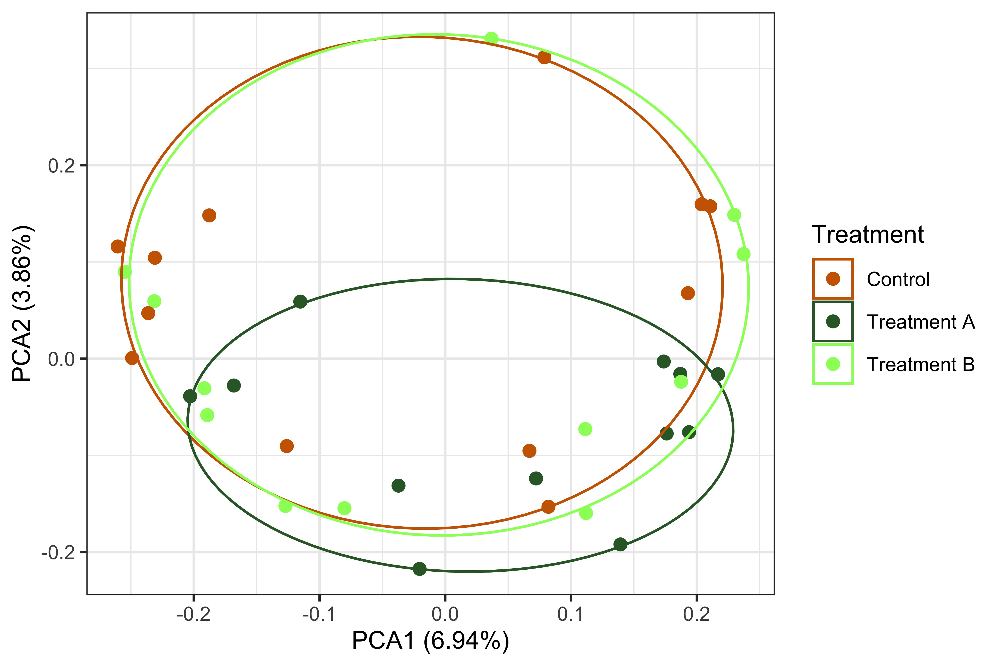 PCA2 (3.86%)
0.2
0.0
-0.2
-0.2
-0.1
0.0
0.1
0.2
PCA1 (6.94%)
Treatment
Control
Treatment A
Treatment B